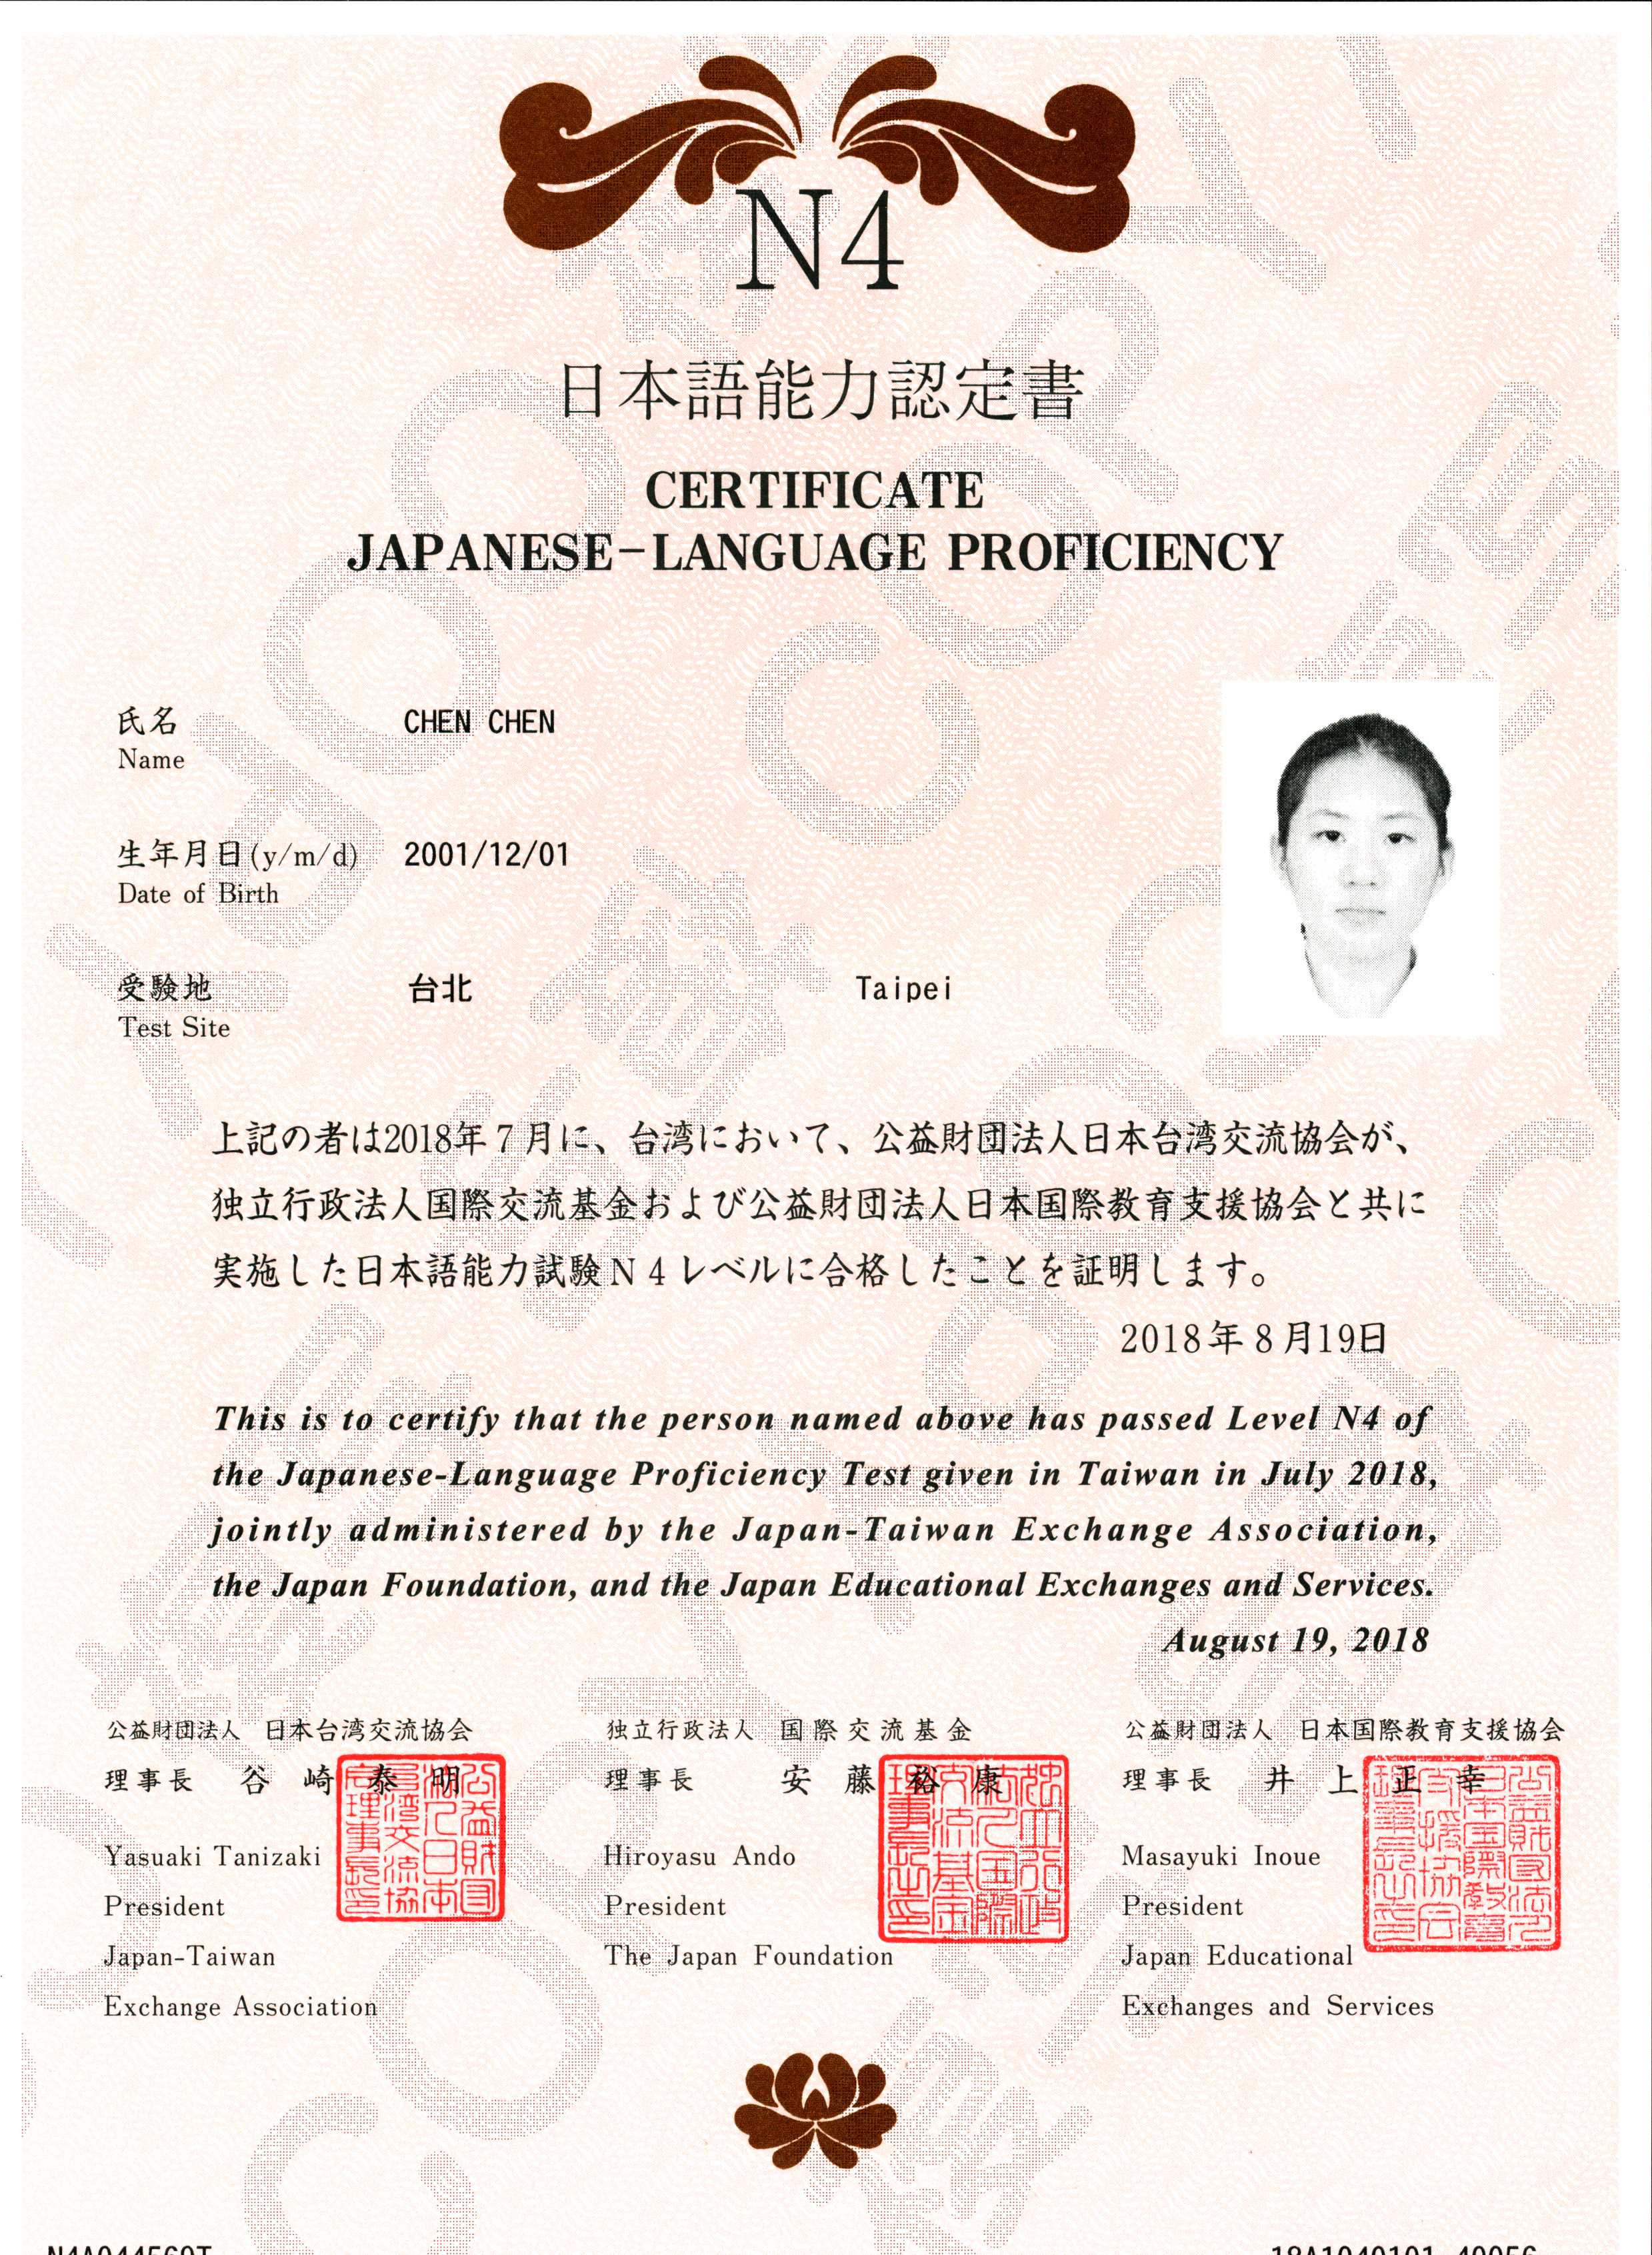 N4
日本語能力認定書
CERTIFICATE
JAPANESE-LANGUAGE PROFICIENCY
氏名 CHEN CHEN
Name
生年月日(y/m/d) 2001/12/01
Date of Birth
受験地 台北 Taipei
Test Site
上記の者は2018年7月に、台湾において、公益財団法人日本台湾交流協会が、
独立行政法人国際交流基金および公益財団法人日本国際教育支援協会と共に
実施した日本語能力試験N4レベルに合格したことを証明します。
2018年8月19日
This is to certify that the person named above has passed Level N4 of
the Japanese-Language Proficiency Test given in Taiwan in July 2018,
jointly administered by the Japan-Taiwan Exchange Association,
the Japan Foundation, and the Japan Educational Exchanges and Services.
August 19, 2018
公益財団法人 日本台湾交流協会
理事長 谷崎泰明
Yasuaki Tanizaki
President
Japan-Taiwan
Exchange Association
独立行政法人 国際交流基金
理事長 安藤裕康
Hiroyasu Ando
President
The Japan Foundation
公益財団法人 日本国際教育支援協会
理事長 井上正幸
Masayuki Inoue
President
Japan Educational
Exchanges and Services